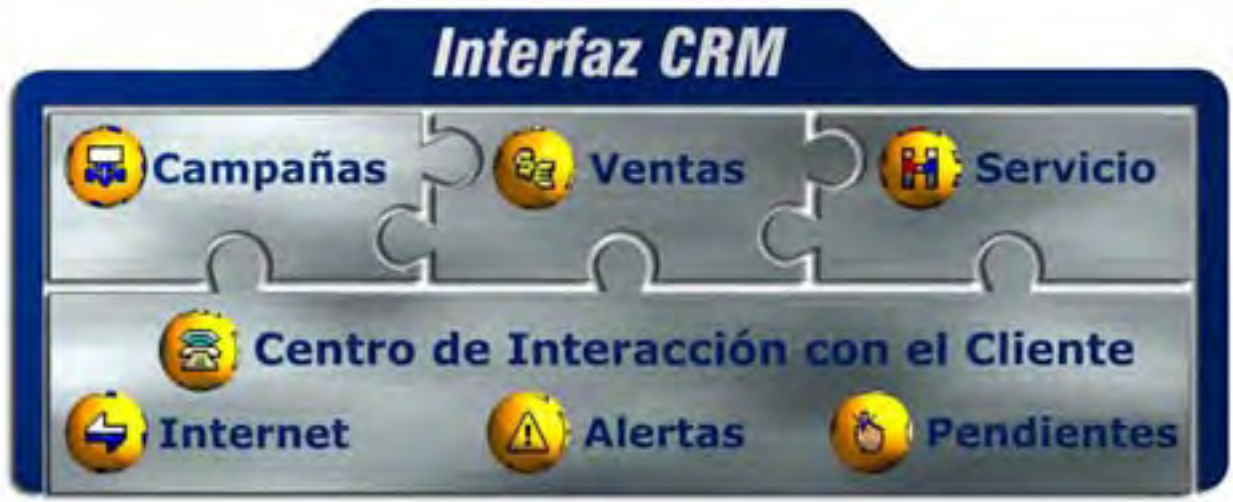 Interfaz CRM
Campañas Ventas Servicio
Centro de Interacción con el Cliente
Internet Alertas Pendientes